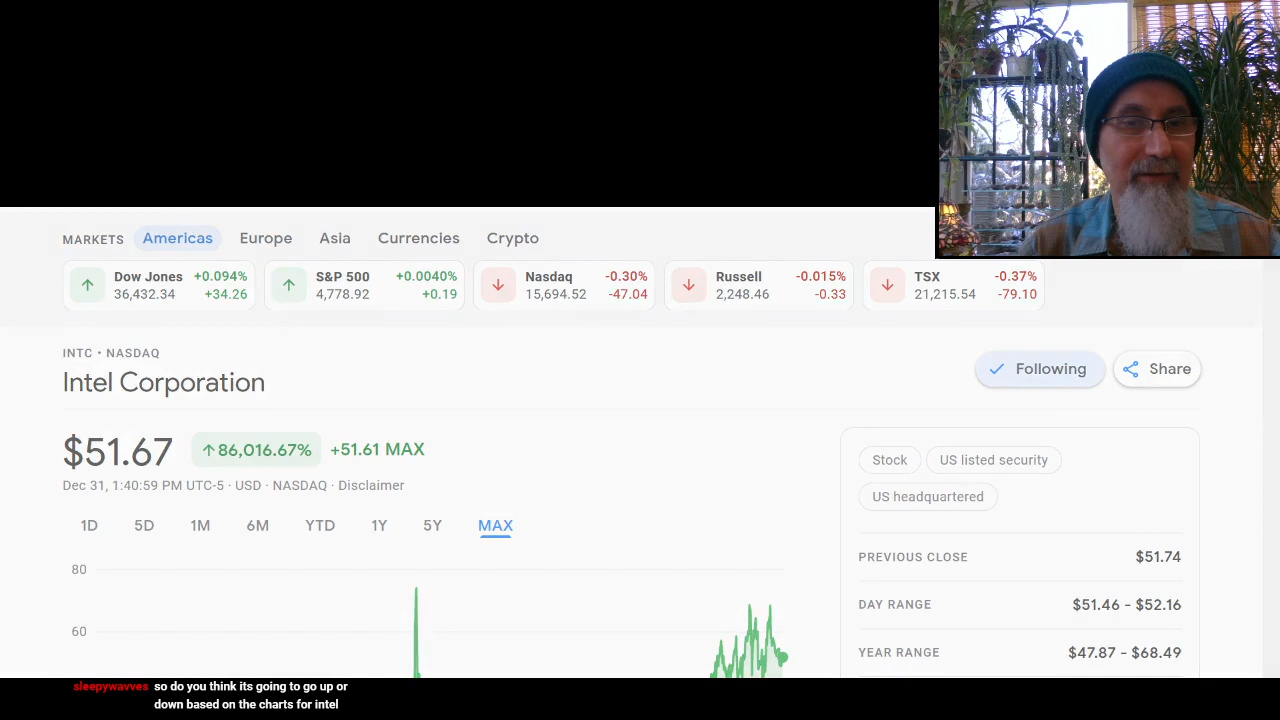 MARKETS Americas Europe Asia Currencies Crypto
Dow Jones +0.094% S&P 500 +0.0040% Nasdaq -0.30% Russell -0.015% TSX -0.37%
36,432.34 +34.26 4,778.92 +0.19 15,694.52 -47.04 2,248.46 -0.33 21,215.54 -79.10
INTC • NASDAQ
Intel Corporation
Following Share
$51.67 86,016.67% +51.61 MAX
Dec 31, 1:40:59 PM UTC-5 · USD · NASDAQ · Disclaimer
1D 5D 1M 6M YTD 1Y 5Y MAX
80
60
Stock US listed security
US headquartered
PREVIOUS CLOSE $51.74
DAY RANGE $51.46 - $52.16
YEAR RANGE $47.87 - $68.49
sleepywavves so do you think its going to go up or
down based on the charts for intel